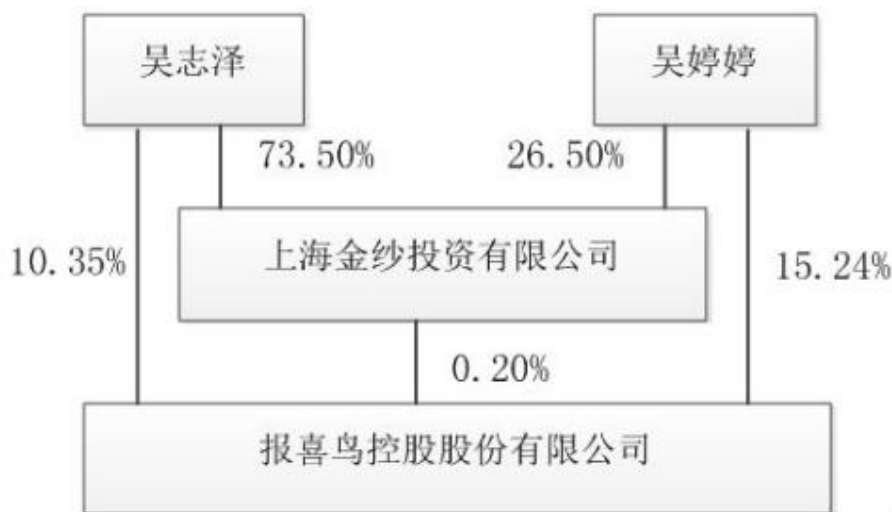 吴志泽
吴婷婷
73.50%
26.50%
10.35%
上海金纱投资有限公司
15.24%
0.20%
报喜鸟控股股份有限公司